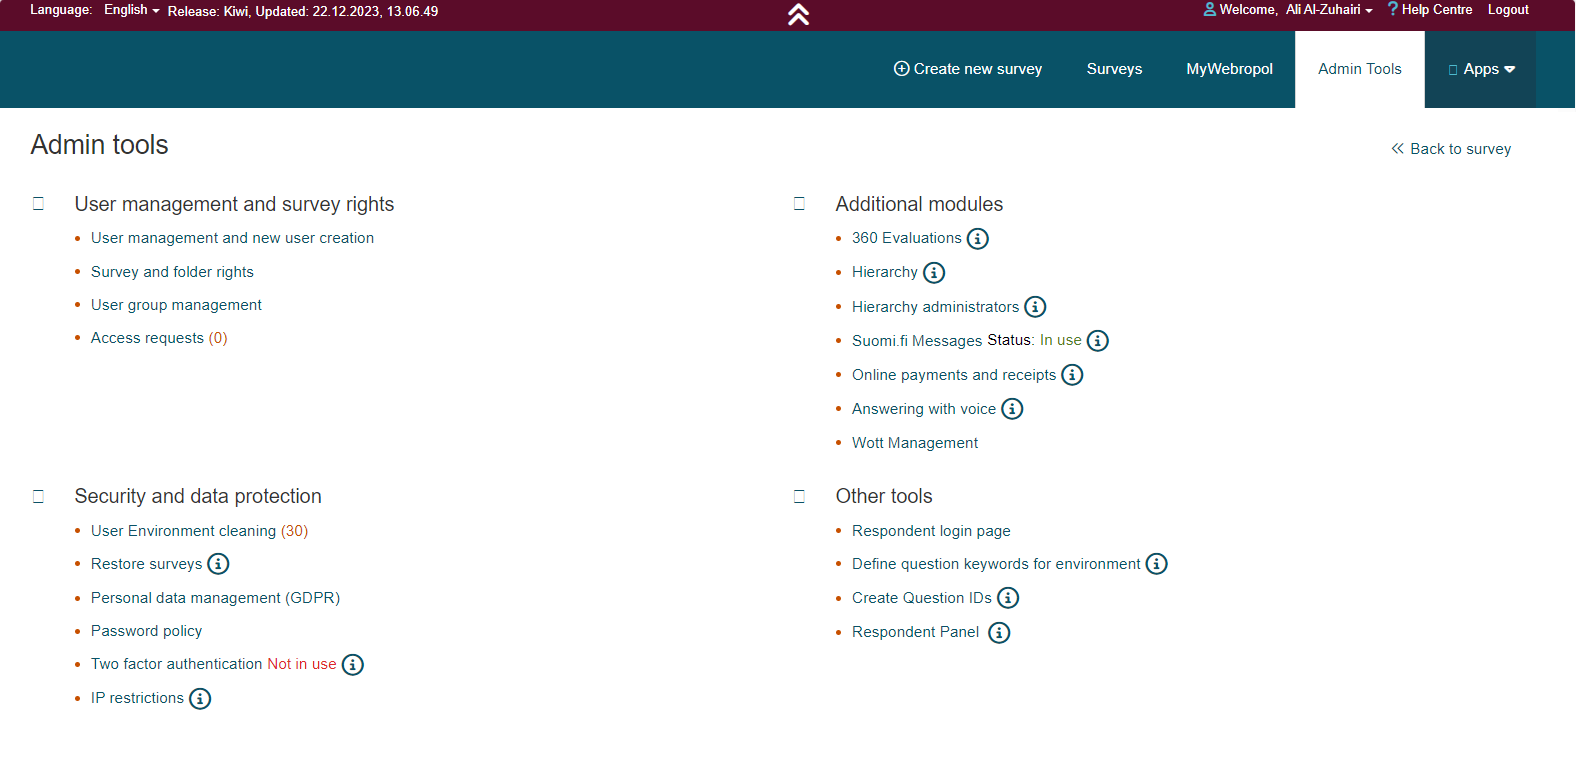 Language: English Release: Kiwi, Updated: 22.12.2023, 13.06.49 Welcome, Ali Al-Zuhairi ? Help Centre Logout
Create new survey Surveys MyWebropol Admin Tools Apps
Admin tools
Back to survey
User management and survey rights
User management and new user creation
Survey and folder rights
User group management
Access requests (0)
Additional modules
360 Evaluations
Hierarchy
Hierarchy administrators
Suomi.fi Messages Status: In use
Online payments and receipts
Answering with voice
Wott Management
Security and data protection
User Environment cleaning (30)
Restore surveys
Personal data management (GDPR)
Password policy
Two factor authentication Not in use
IP restrictions
Other tools
Respondent login page
Define question keywords for environment
Create Question IDs
Respondent Panel